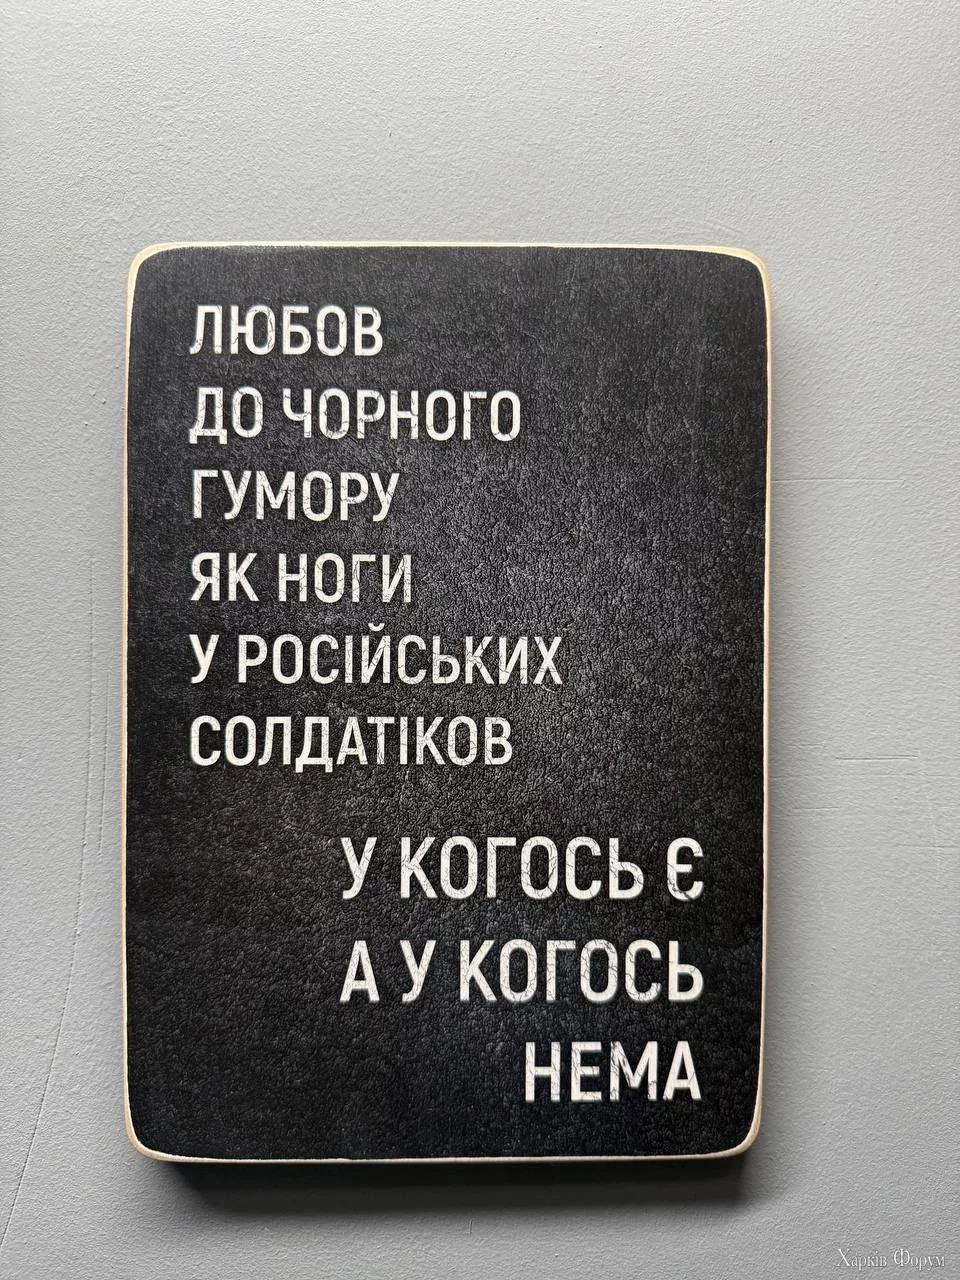 ЛЮБОВ
ДО ЧОРНОГО
ГУМОРУ
ЯК НОГИ
У РОСІЙСЬКИХ
СОЛДАТІКОВ
У КОГОСЬ Є
А У КОГОСЬ
НЕМА
Харків Форум